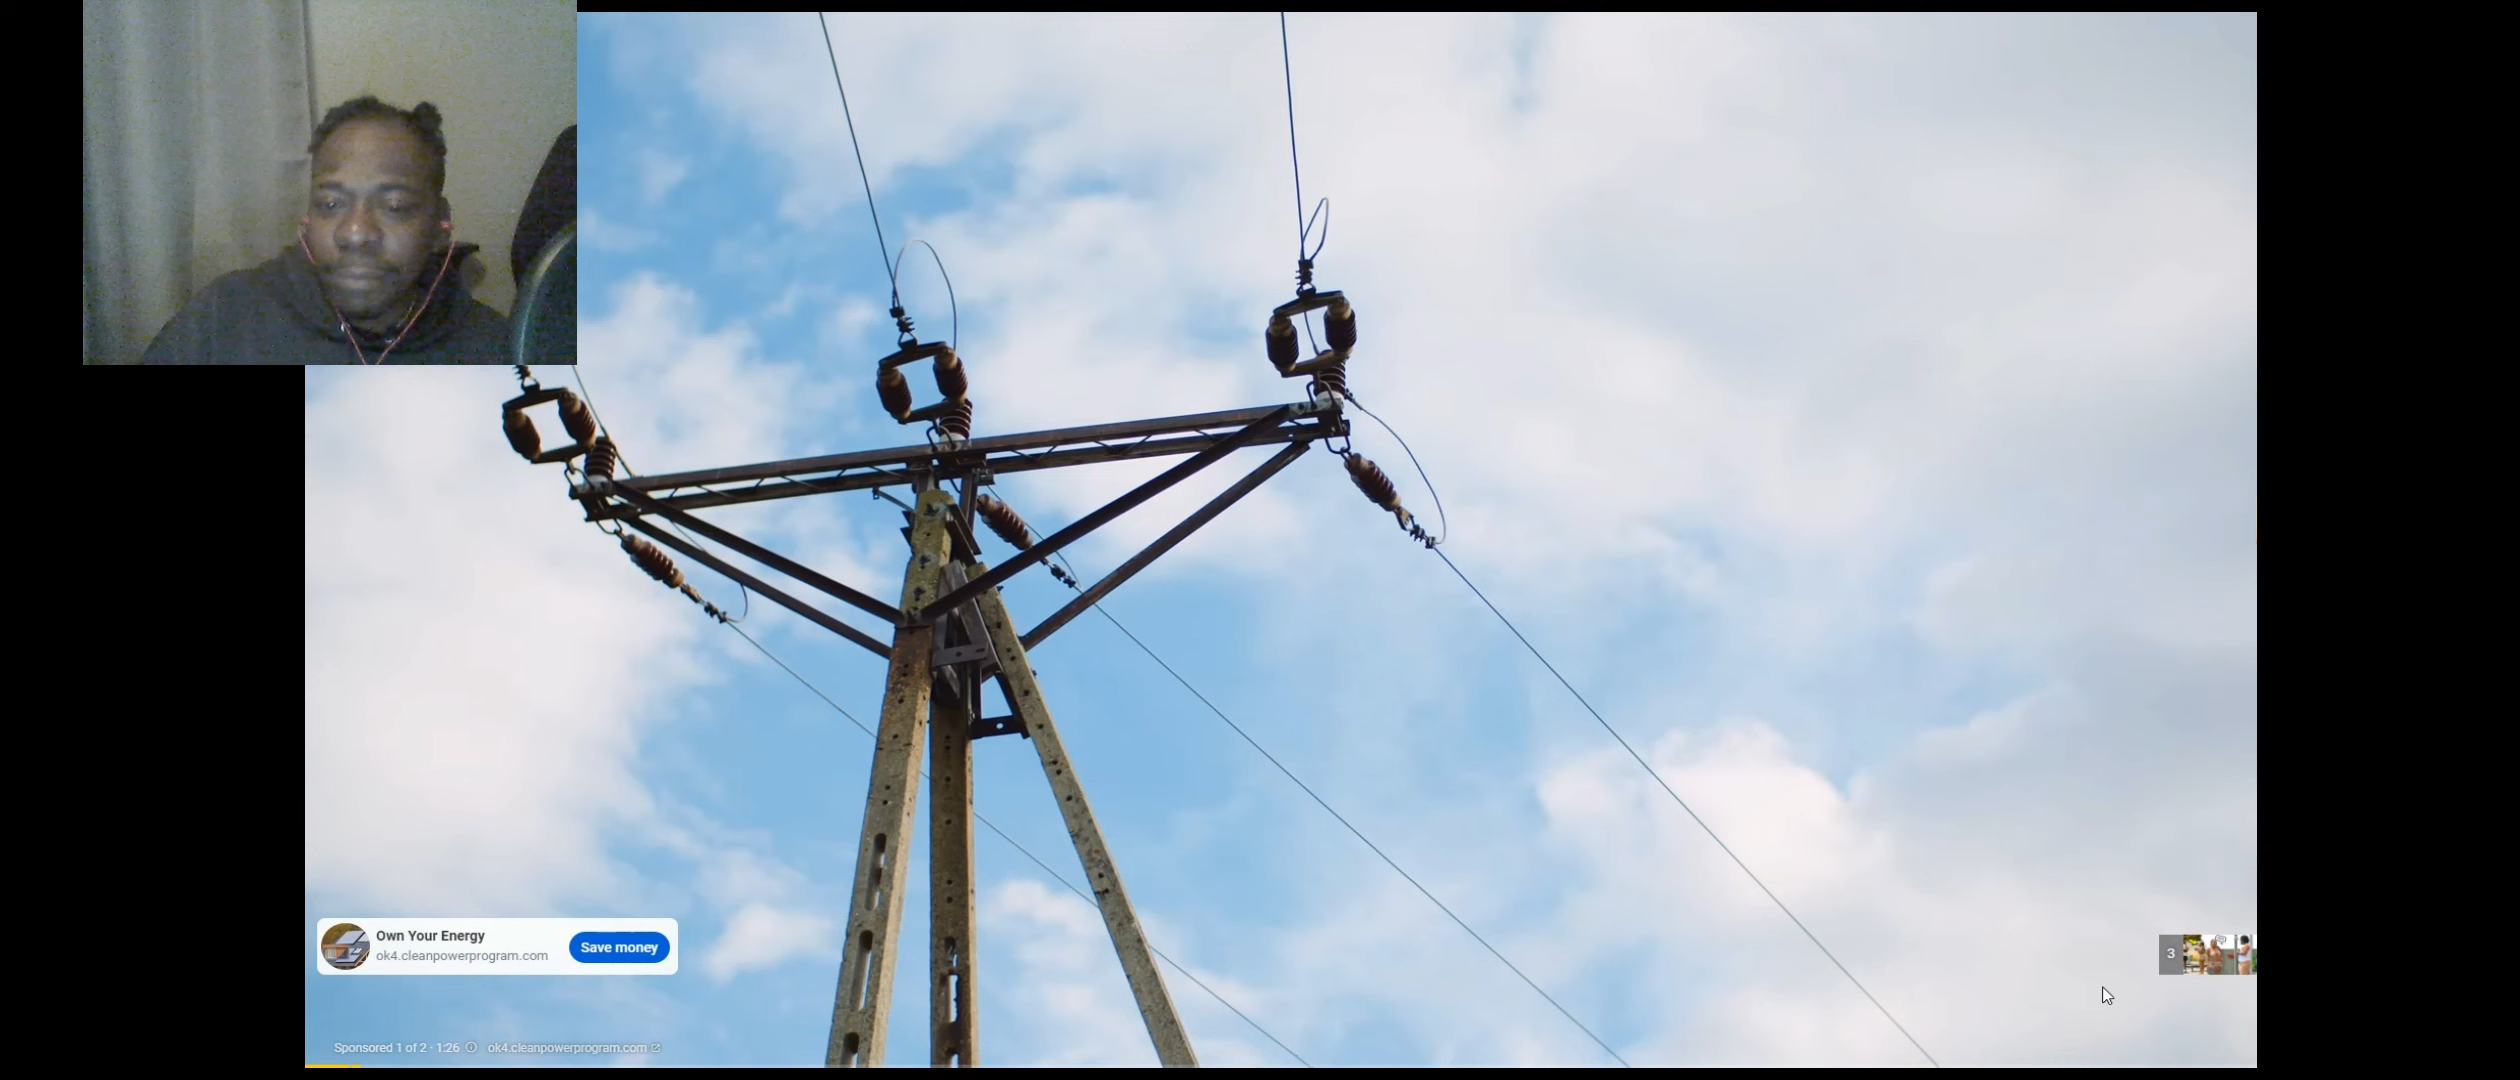 Own Your Energy
ok4.cleanpowerprogram.com
Save money
3
Sponsored 1 of 2 · 1:26 ok4.cleanpowerprogram.com